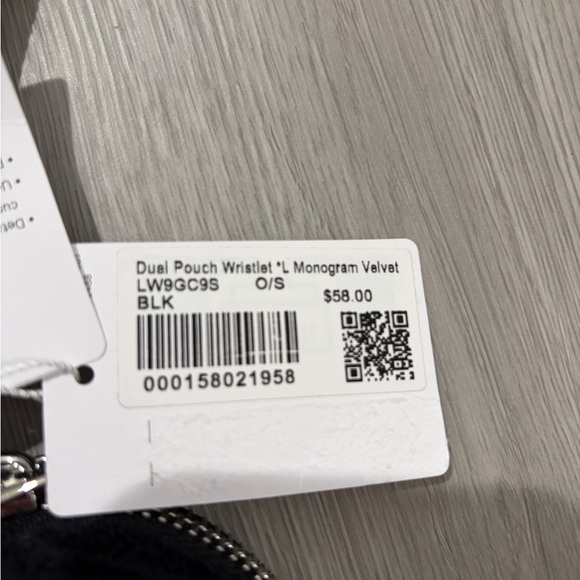 Dual Pouch Wristlet *L Monogram Velvet
LW9GC9S O/S
BLK $58.00
000158021958